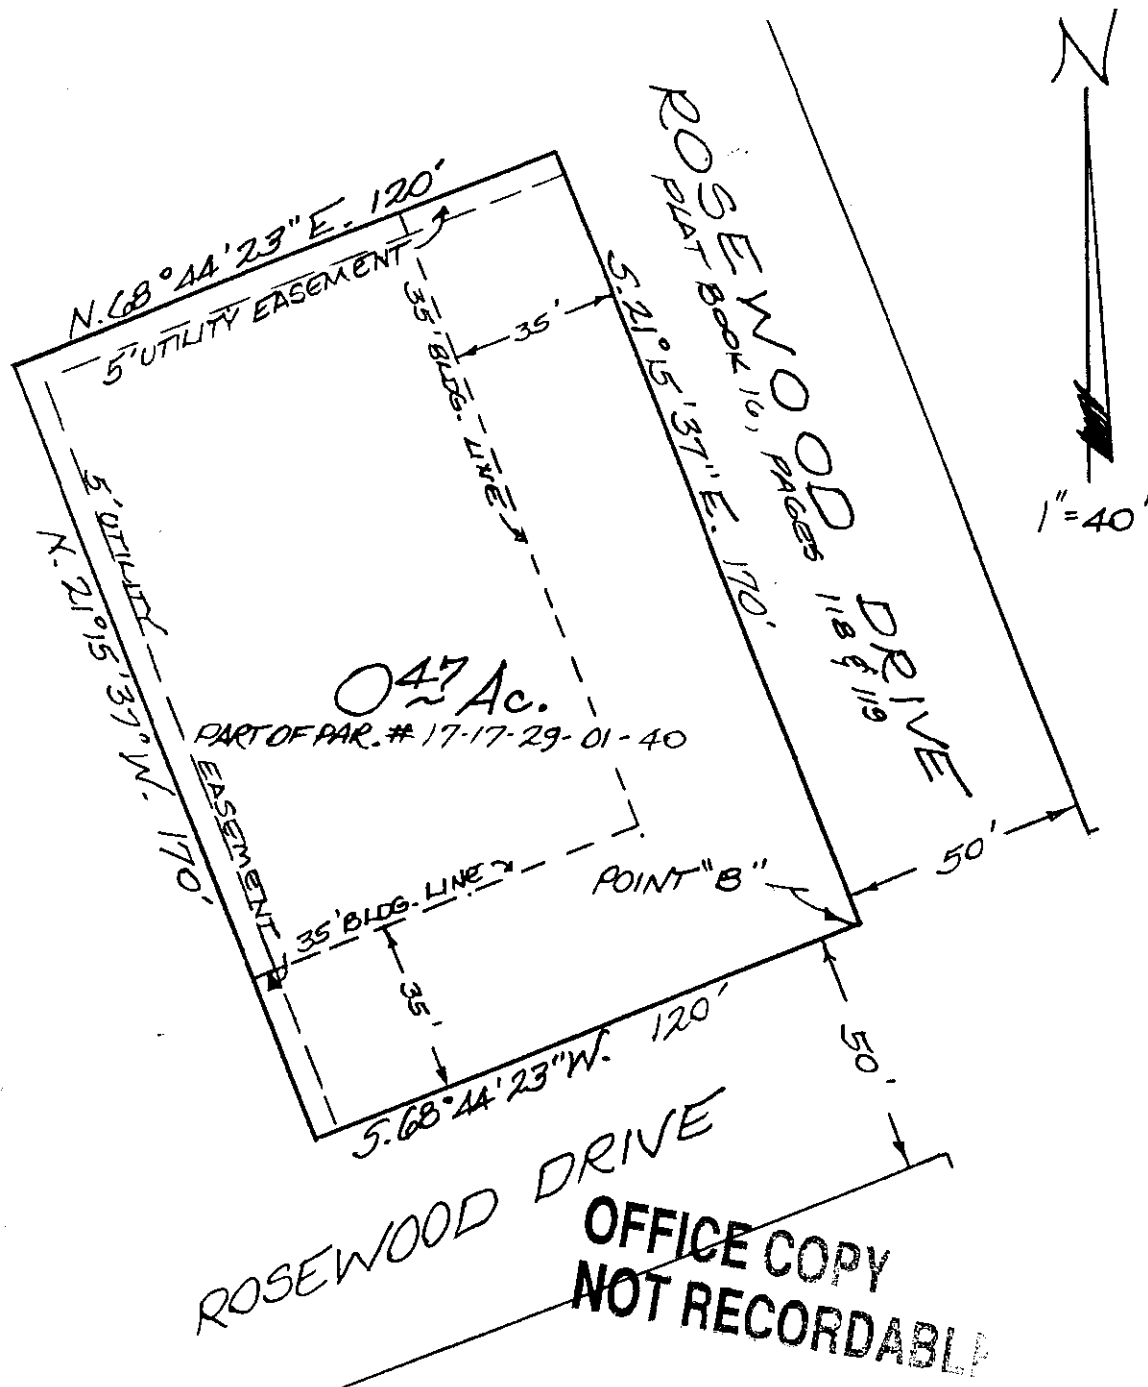 N
1"=40'
ROSEWOOD DRIVE
PLAT BOOK 16, PAGES 118 & 119
N. 68°44'23"E. 120'
5' UTILITY EASEMENT
35' BLDG. LINE
35'
S. 21°15'37"E. 170'
5' UTILITY EASEMENT
N. 21°15'37"W. 170'
0.47 Ac.
PART OF PAR. # 17-17-29-01-40
35' BLDG. LINE
35'
POINT "B"
50'
S. 68°44'23"W. 120'
50'
ROSEWOOD DRIVE
OFFICE COPY
NOT RECORDABLE